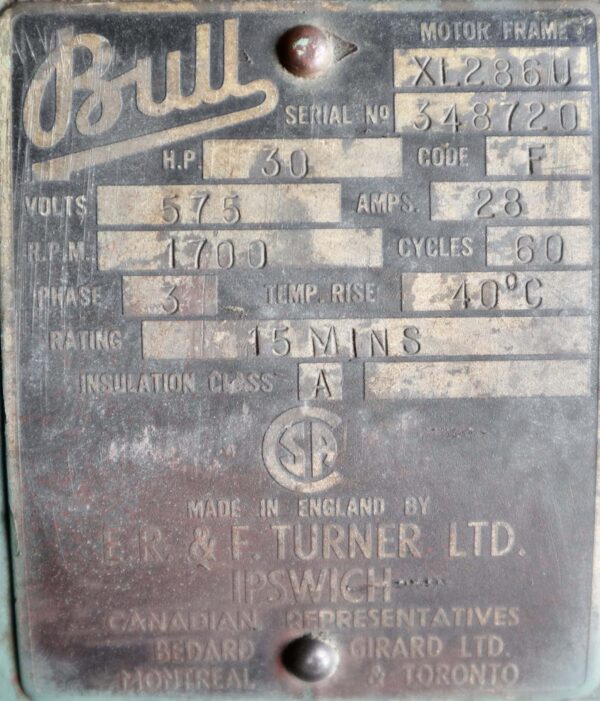 Bull
MOTOR FRAME
XL286U
SERIAL Nº 348720
H.P. 30 CODE F
VOLTS 575 AMPS. 28
R.P.M. 1700 CYCLES 60
PHASE 3 TEMP. RISE 40°C
RATING 15 MINS
INSULATION CLASS A
CSA
MADE IN ENGLAND BY
E.R. & F. TURNER LTD.
IPSWICH
CANADIAN REPRESENTATIVES
BEDARD GIRARD LTD.
MONTREAL & TORONTO